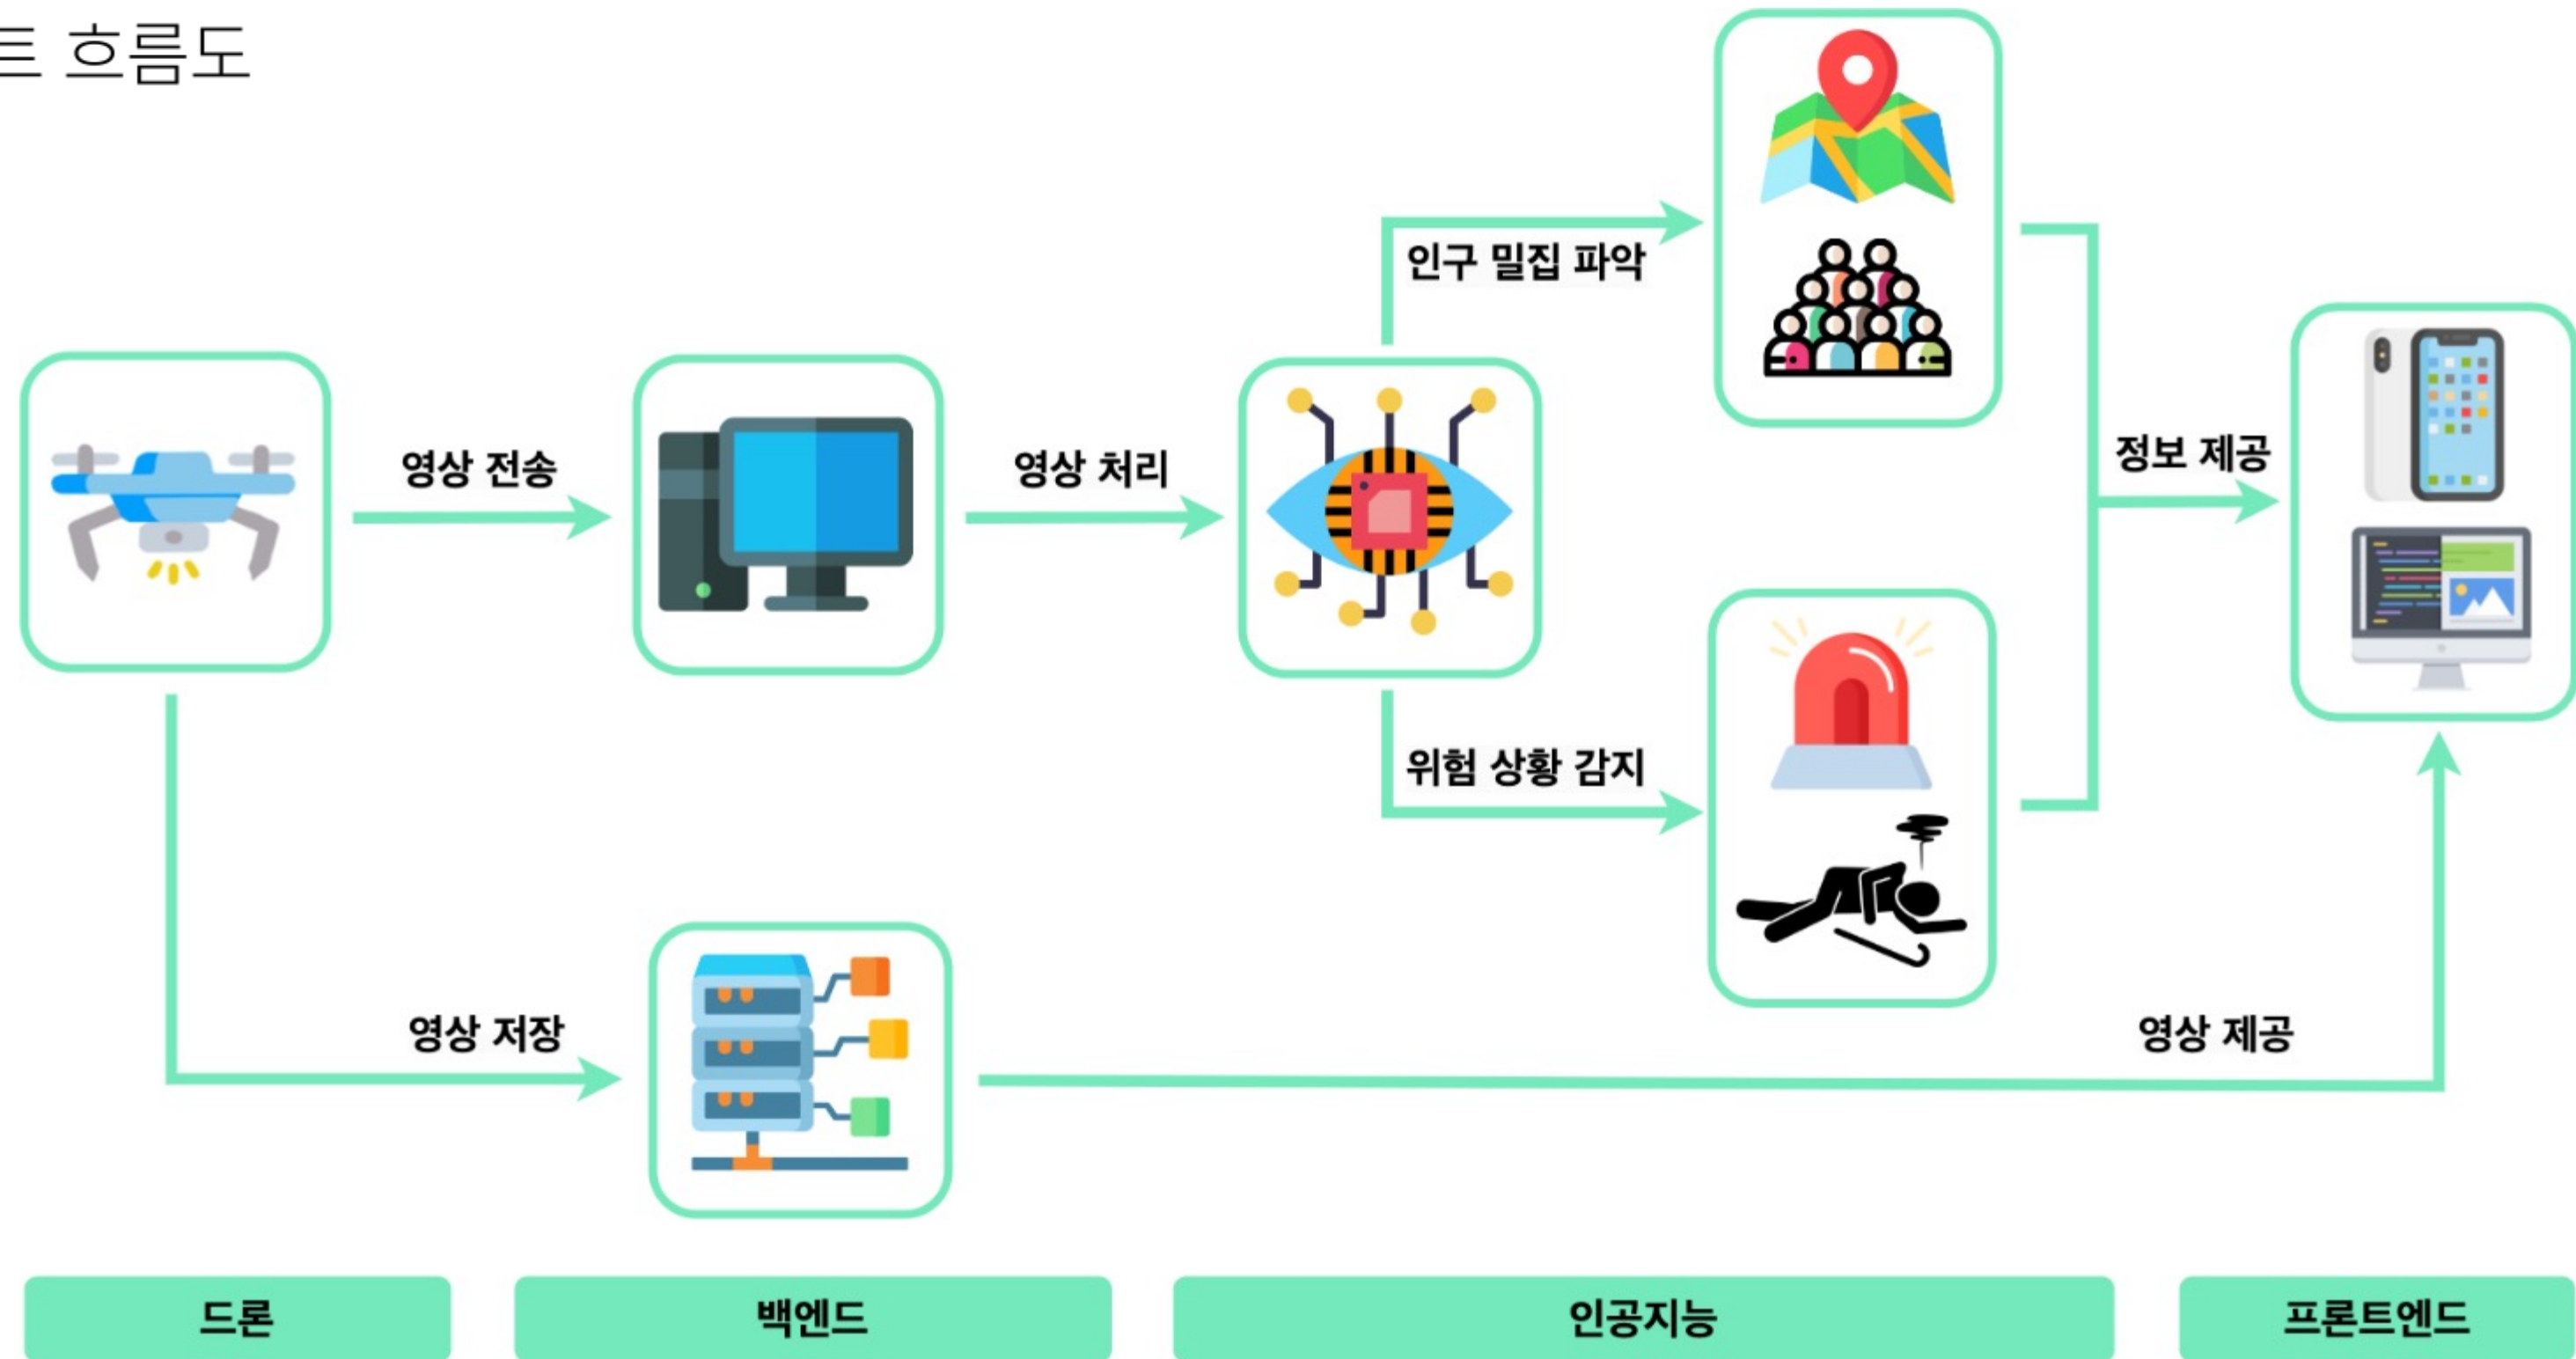 트 흐름도
인구 밀집 파악
영상 전송
영상 처리
정보 제공
위험 상황 감지
영상 저장
영상 제공
드론
백엔드
인공지능
프론트엔드